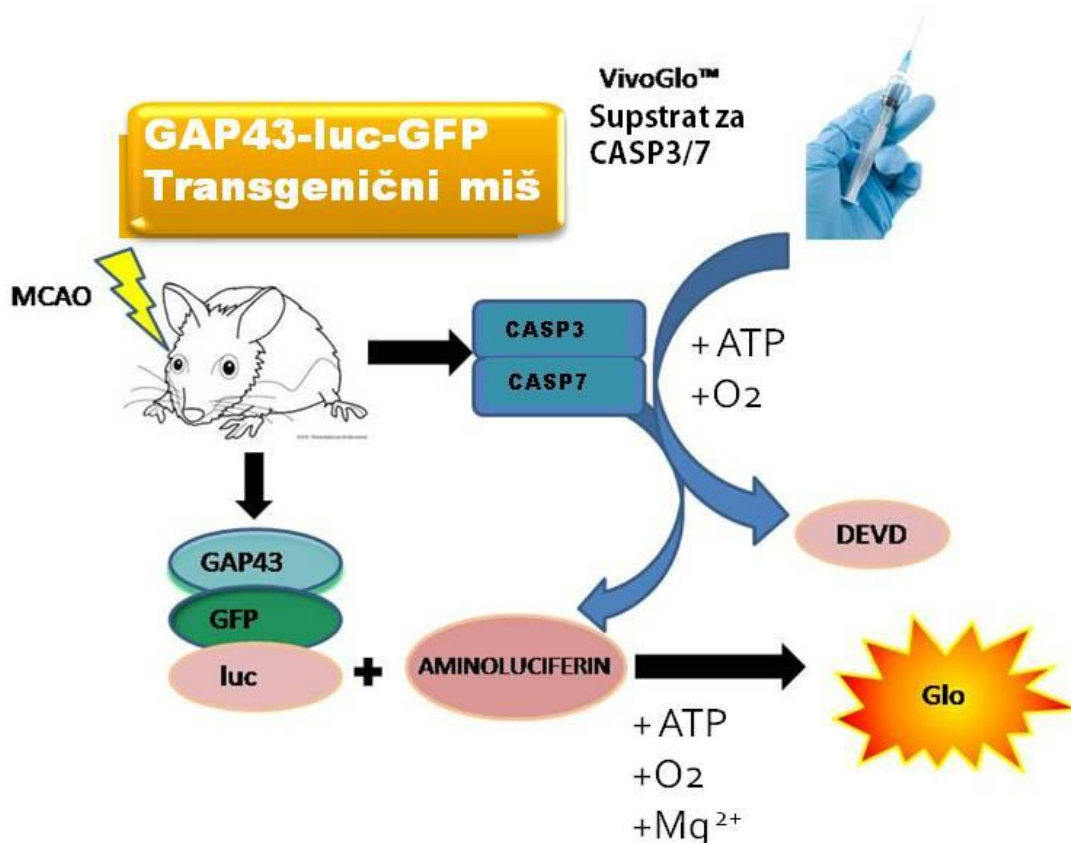 VivoGlo™
Supstrat za
CASP3/7
GAP43-luc-GFP
Transgenični miš
MCAO
CASP3
CASP7
+ ATP
+O2
DEVD
GAP43
GFP
luc
+
AMINOLUCIFERIN
Glo
+ ATP
+O2
+Mg²⁺